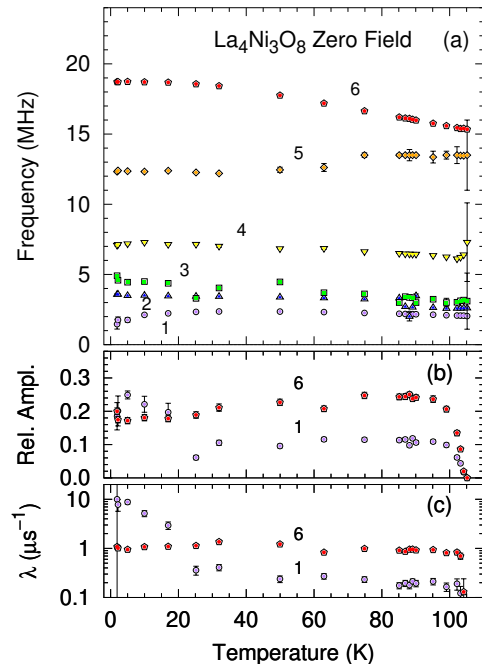 La₄Ni₃O₈ Zero Field (a)
Frequency (MHz)
20
15
10
5
0
6
5
4
3
2
1
(b)
Rel. Ampl.
0.3
0.2
0.1
0.0
6
1
(c)
λ (μs⁻¹)
10
1
0.1
6
1
0 20 40 60 80 100
Temperature (K)